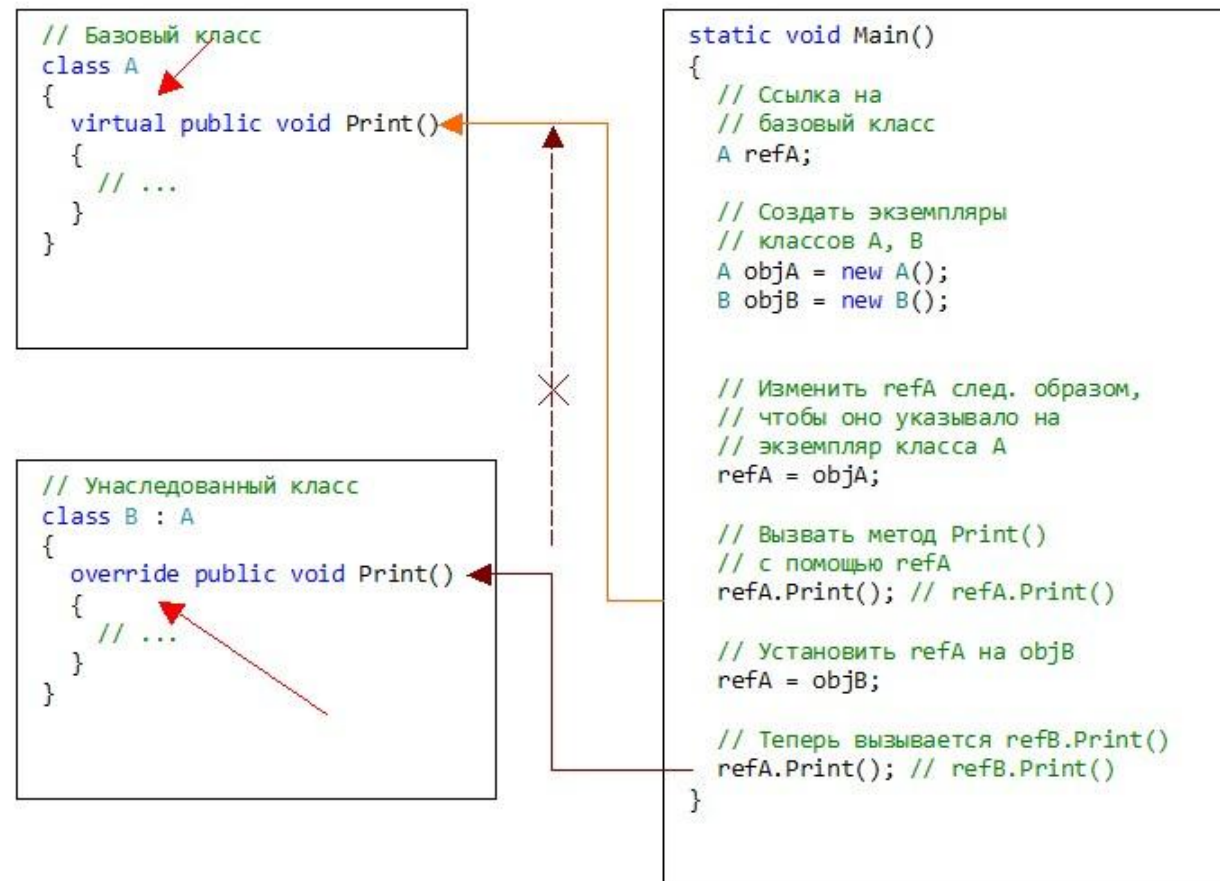 // Базовый класс
class A
{
virtual public void Print()
{
// ...
}
}
// Унаследованный класс
class B : A
{
override public void Print()
{
// ...
}
}
static void Main()
{
// Ссылка на
// базовый класс
A refA;
// Создать экземпляры
// классов A, B
A objA = new A();
B objB = new B();
// Изменить refA след. образом,
// чтобы оно указывало на
// экземпляр класса A
refA = objA;
// Вызвать метод Print()
// с помощью refA
refA.Print(); // refA.Print()
// Установить refA на objB
refA = objB;
// Теперь вызывается refB.Print()
refA.Print(); // refB.Print()
}